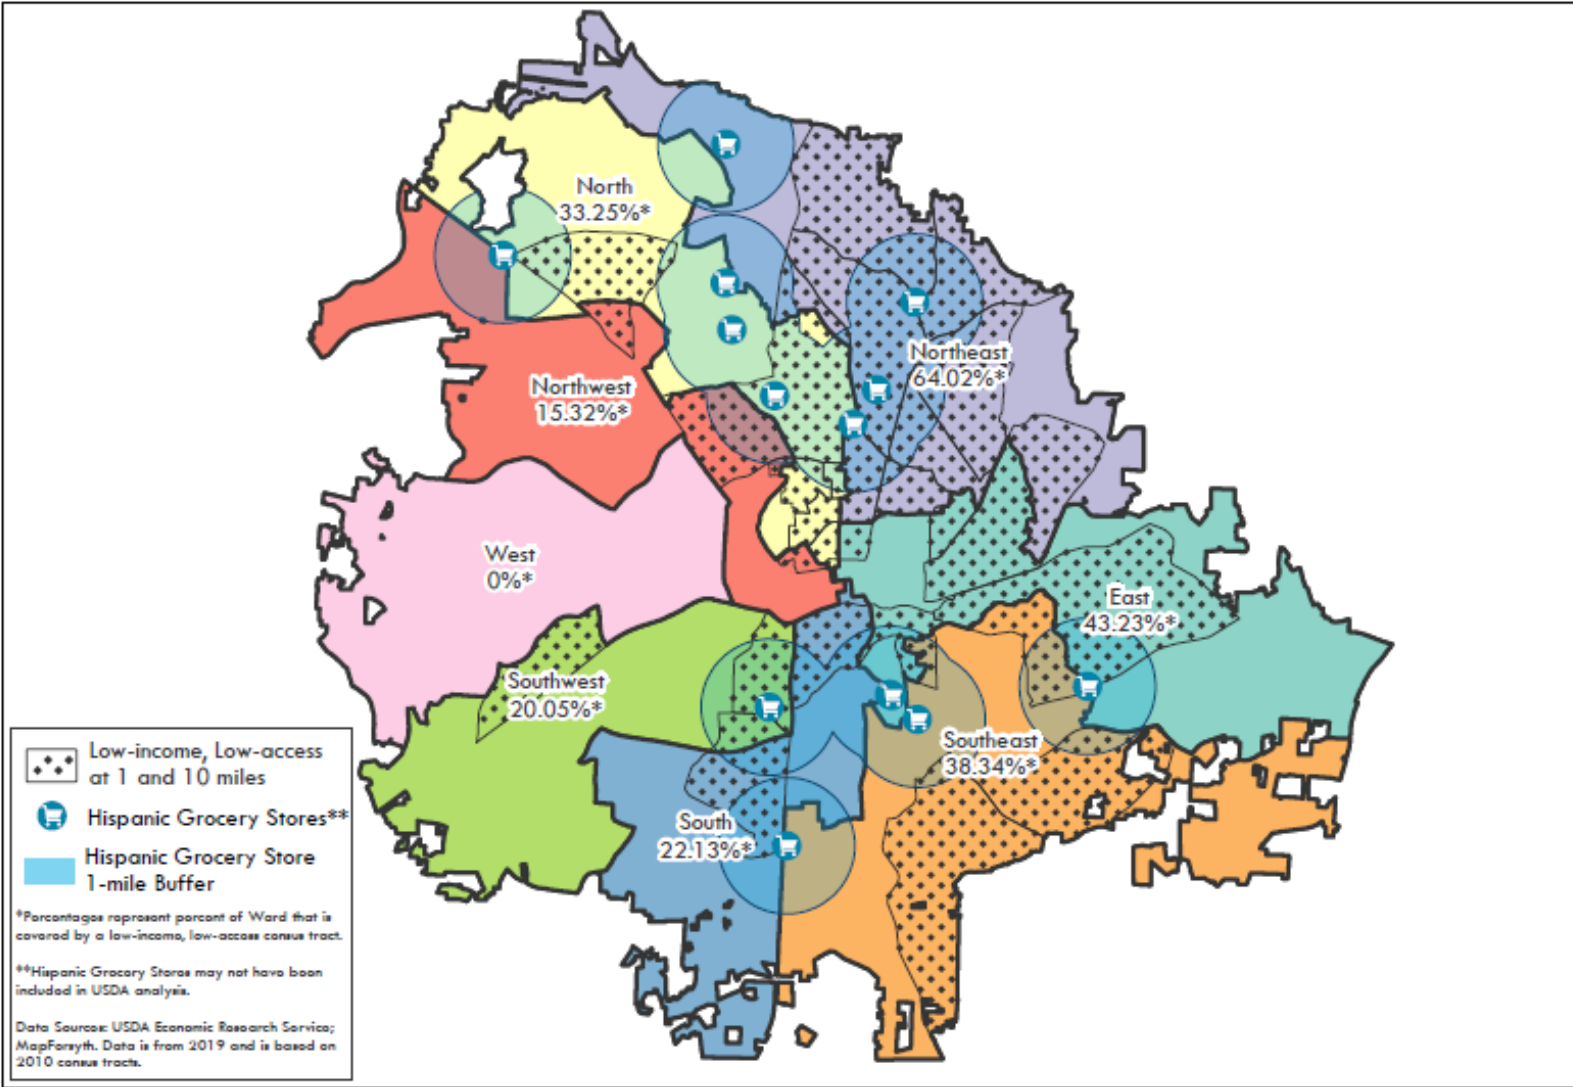 North
33.25%*
Northeast
64.02%*
Northwest
15.32%*
West
0%*
East
43.23%*
Southwest
20.05%*
Southeast
38.34%*
South
22.13%*
Low-income, Low-access
at 1 and 10 miles
Hispanic Grocery Stores**
Hispanic Grocery Store
1-mile Buffer
*Percentages represent percent of Ward that is
covered by a low-income, low-access census tract.
**Hispanic Grocery Stores may not have been
included in USDA analysis.
Data Sources: USDA Economic Research Service;
MapForsyth. Data is from 2019 and is based on
2010 census tracts.